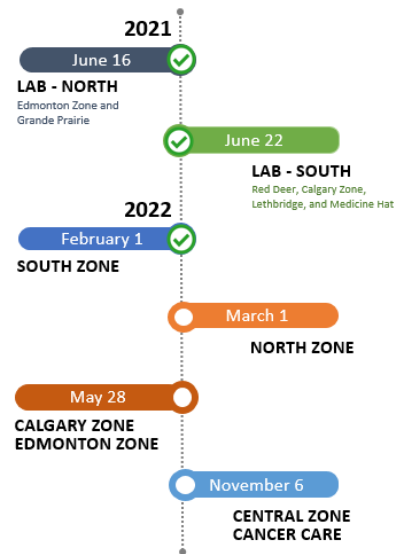 2021
June 16
LAB - NORTH
Edmonton Zone and
Grande Prairie
June 22
LAB - SOUTH
Red Deer, Calgary Zone,
Lethbridge, and Medicine Hat
2022
February 1
SOUTH ZONE
March 1
NORTH ZONE
May 28
CALGARY ZONE
EDMONTON ZONE
November 6
CENTRAL ZONE
CANCER CARE